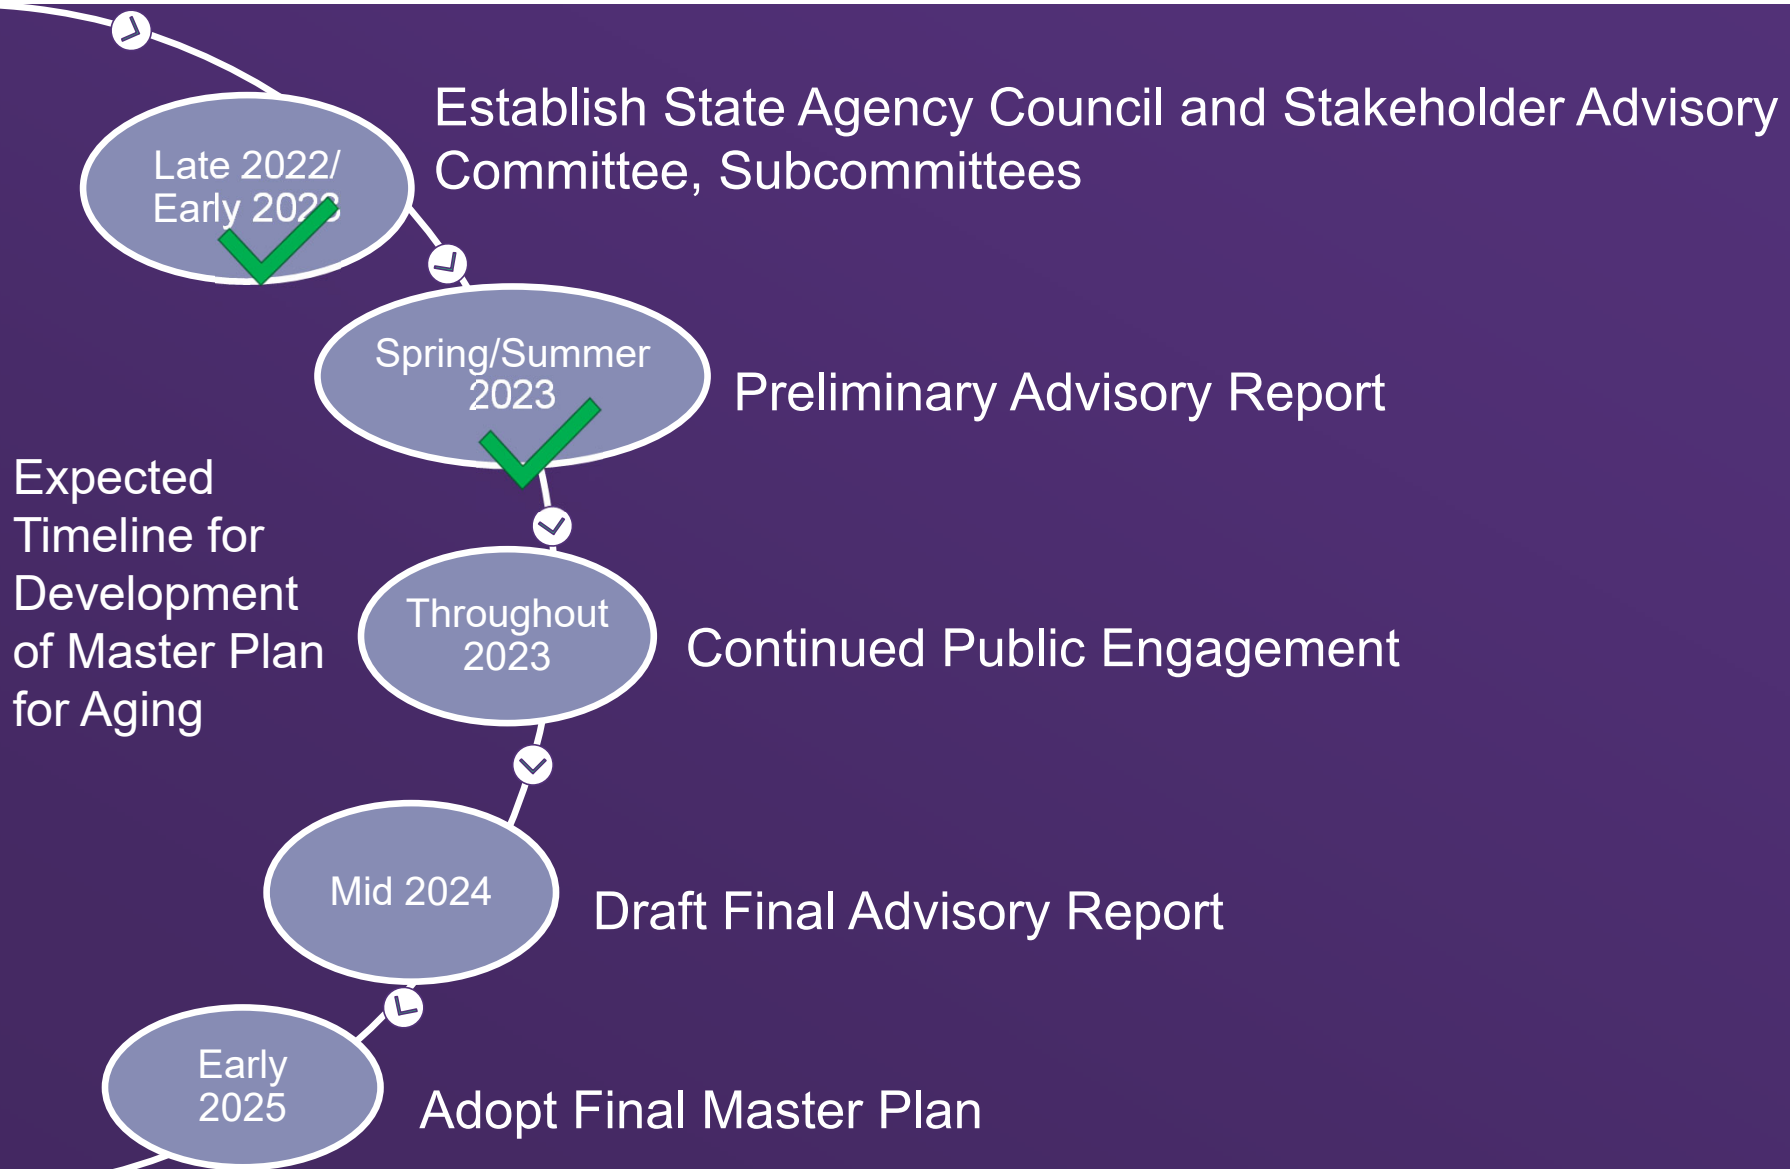 Late 2022/
Early 2023
Establish State Agency Council and Stakeholder Advisory
Committee, Subcommittees
Spring/Summer
2023
Preliminary Advisory Report
Expected
Timeline for
Development
of Master Plan
for Aging
Throughout
2023
Continued Public Engagement
Mid 2024
Draft Final Advisory Report
Early
2025
Adopt Final Master Plan